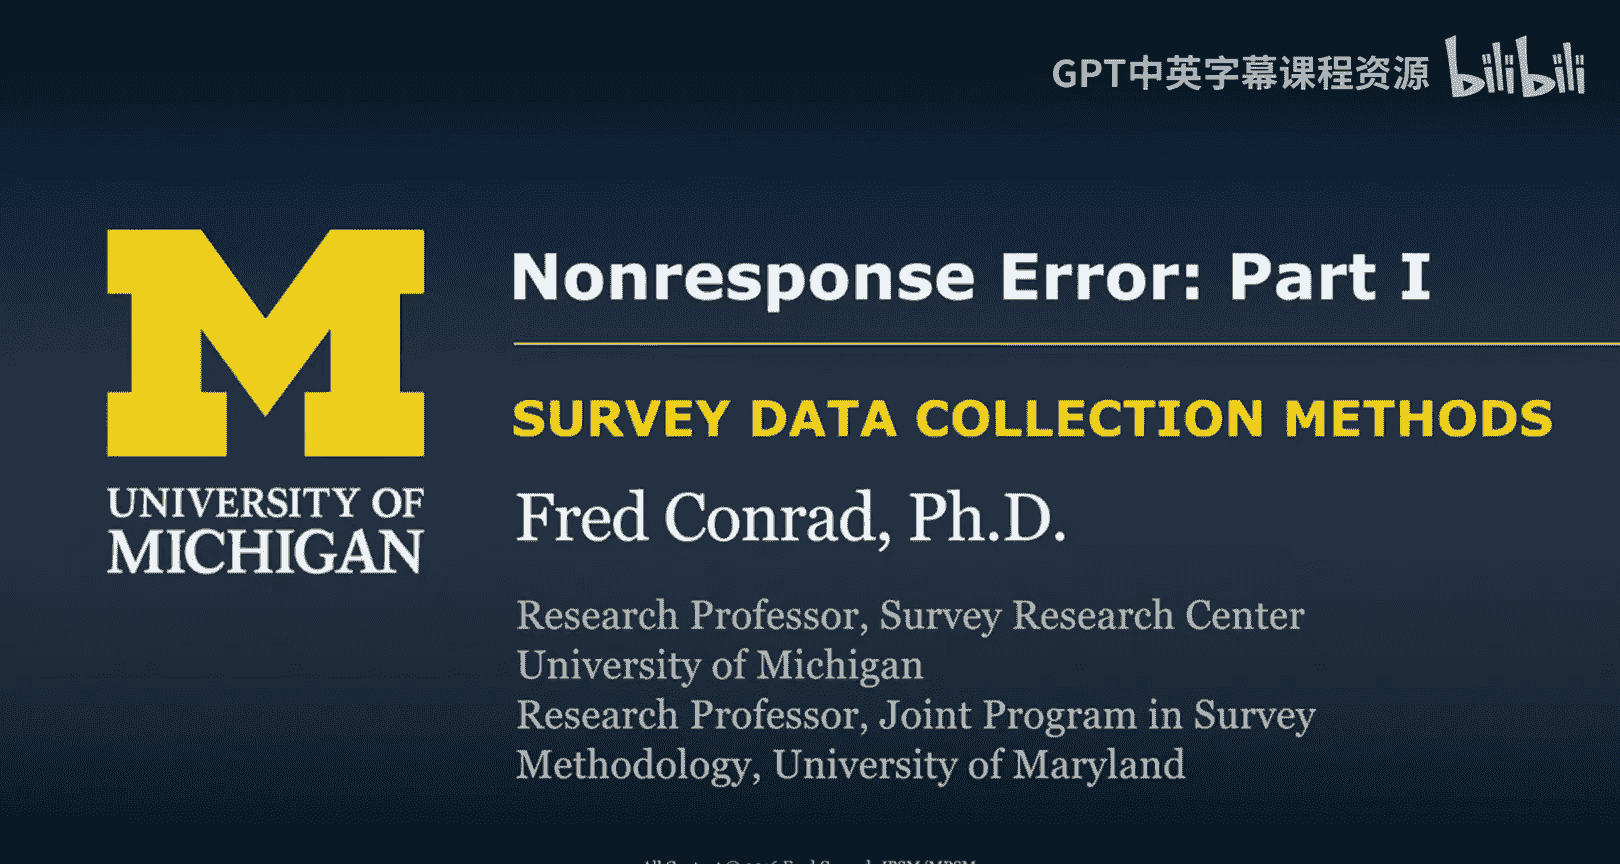 GPT中英字幕课程资源 bilibili
Nonresponse Error: Part I
SURVEY DATA COLLECTION METHODS
Fred Conrad, Ph.D.
Research Professor, Survey Research Center
University of Michigan
Research Professor, Joint Program in Survey
Methodology, University of Maryland
M
UNIVERSITY OF
MICHIGAN